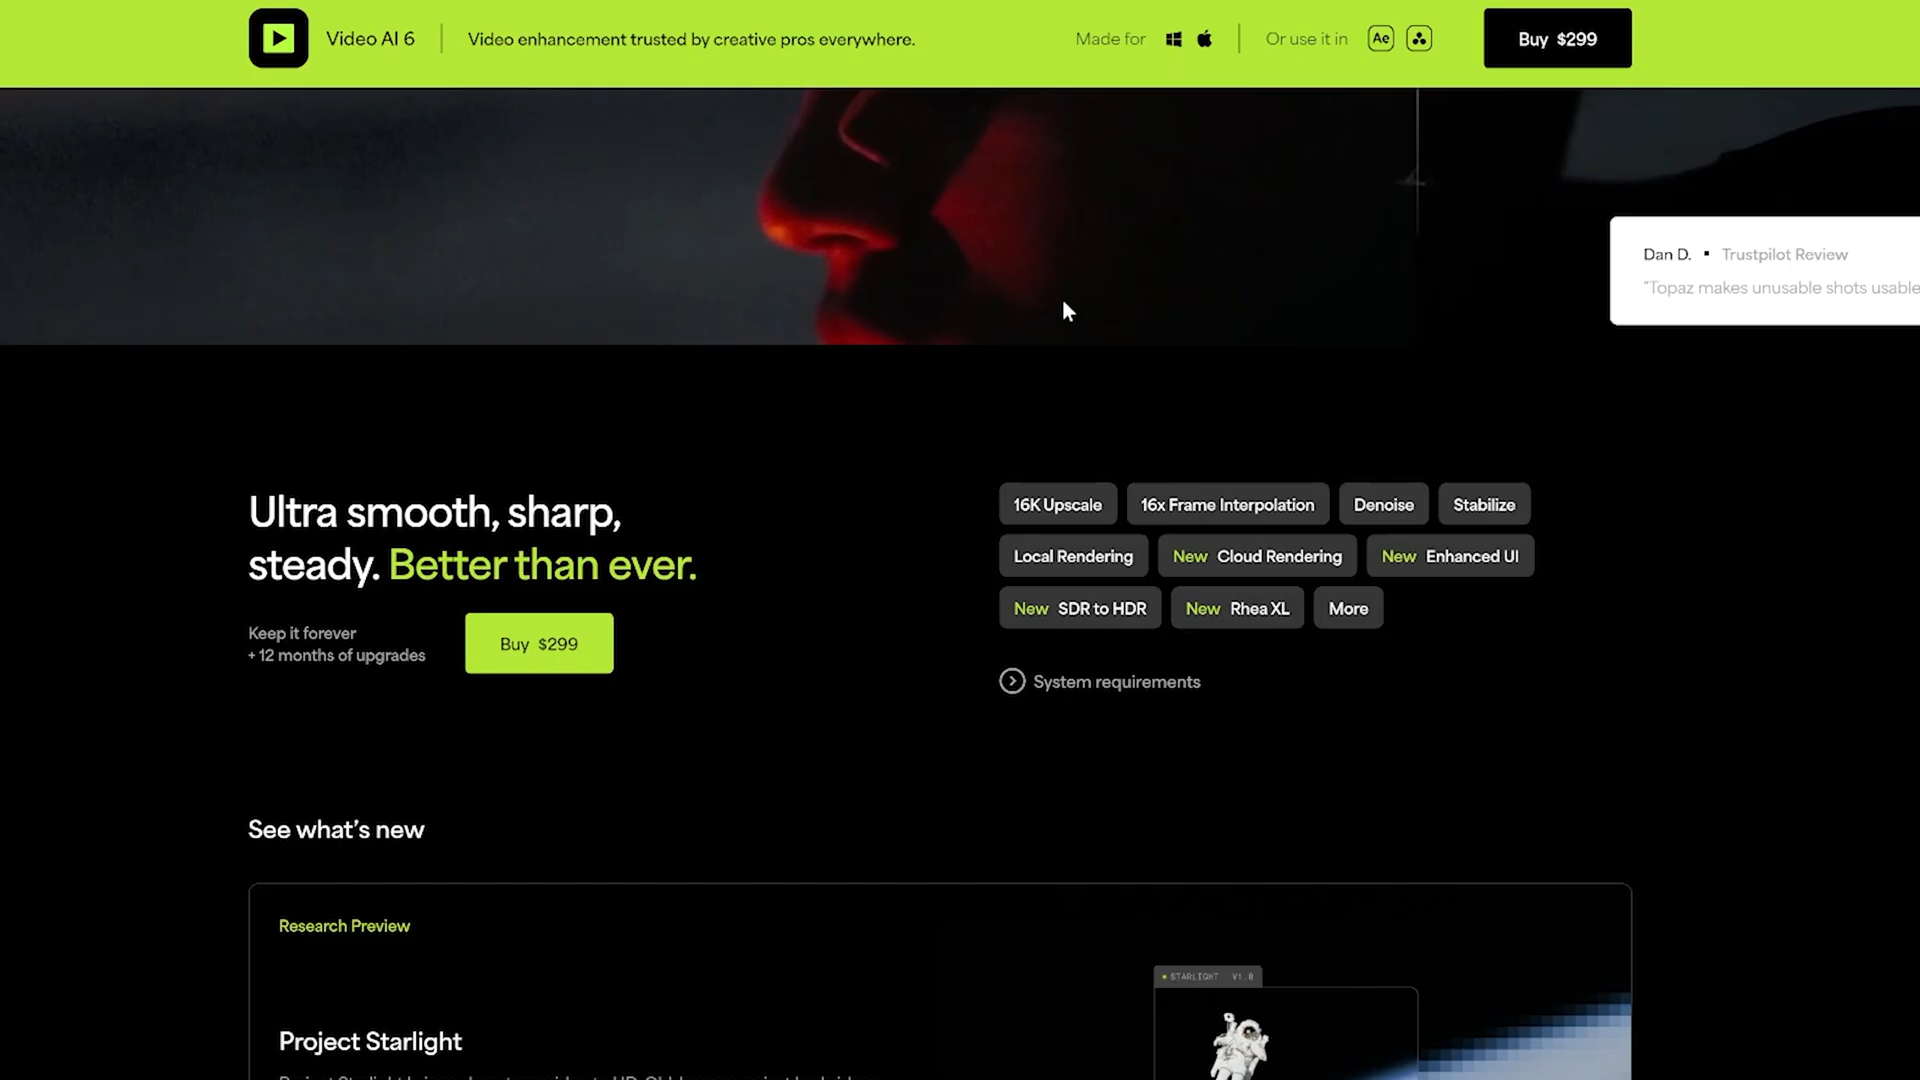 Video AI 6
Video enhancement trusted by creative pros everywhere.
Made for
Or use it in
Ae
Buy $299
Dan D. ▪ Trustpilot Review
"Topaz makes unusable shots usable
Ultra smooth, sharp,
steady. Better than ever.
Keep it forever
+ 12 months of upgrades
Buy $299
16K Upscale
16x Frame Interpolation
Denoise
Stabilize
Local Rendering
New Cloud Rendering
New Enhanced UI
New SDR to HDR
New Rhea XL
More
System requirements
See what's new
Research Preview
STARLIGHT V1.0
Project Starlight